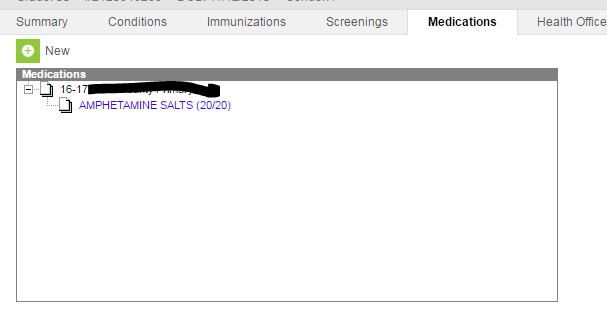 Summary Conditions Immunizations Screenings Medications Health Office
New
Medications
16-17
AMPHETAMINE SALTS (20/20)